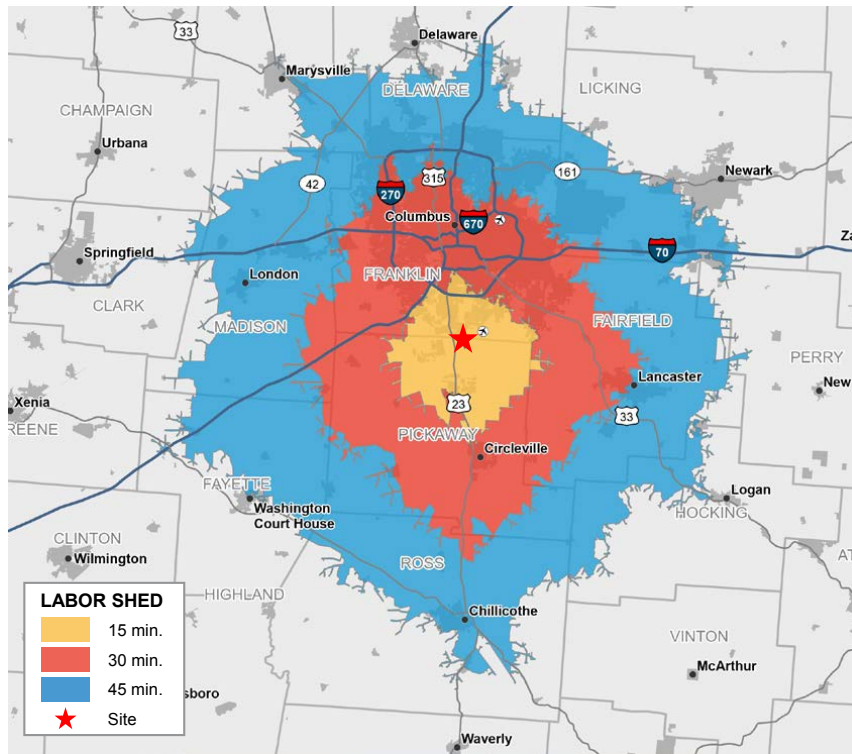 33
Delaware
Marysville
DELAWARE
LICKING
CHAMPAIGN
Urbana
315
161
Newark
42
270
Columbus
670
Springfield
70
Za
London
FRANKLIN
CLARK
MADISON
FAIRFIELD
PERRY
Lancaster
New
Xenia
REENE
23
33
PICKAWAY
Circleville
FAYETTE
Washington
Court House
Logan
HOCKING
CLINTON
Wilmington
ROSS
AT
HIGHLAND
LABOR SHED
15 min.
30 min.
45 min.
Site
Chillicothe
VINTON
McArthur
sboro
Waverly